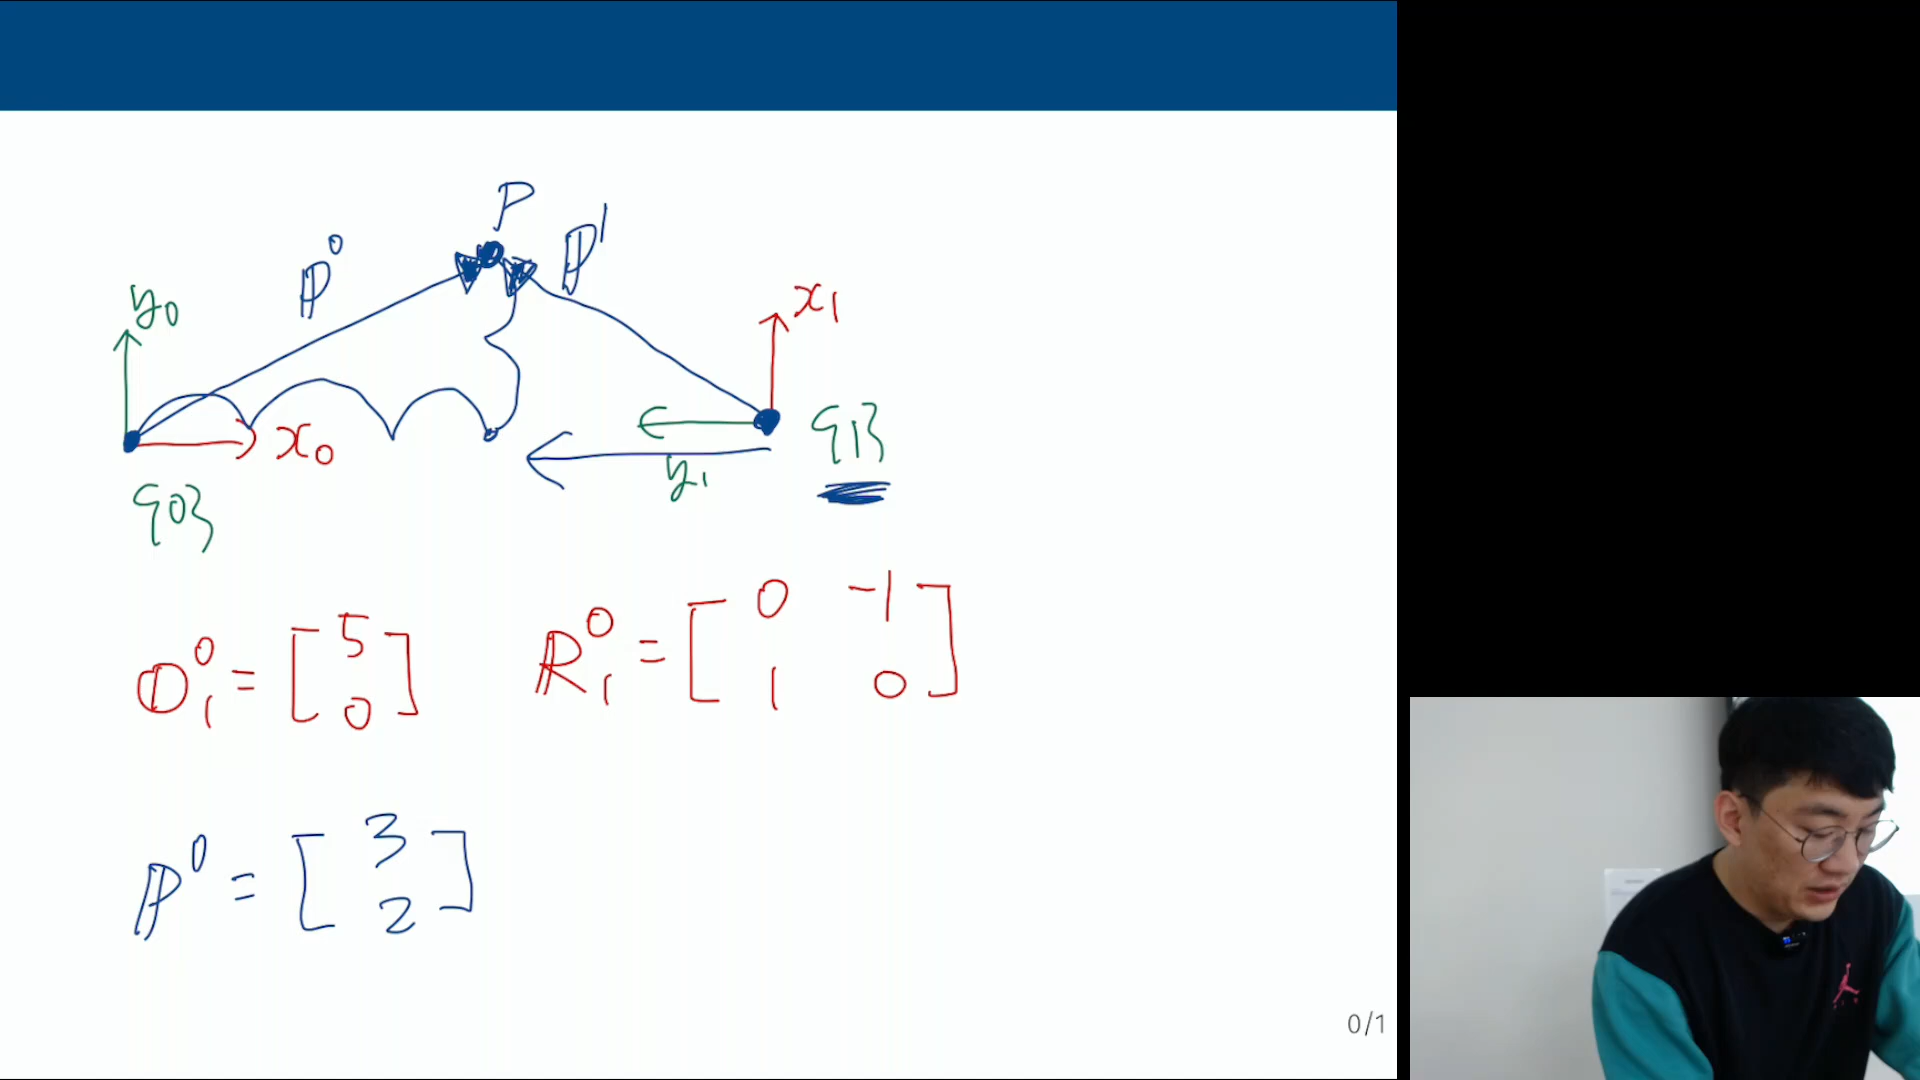 P
P⁰ P¹
y₀ x₁
x₀ {1}
y₁
{0}
O₁⁰ = [5 0] R₁⁰ = [0 -1 1 0]
P⁰ = [3 2]
0/1